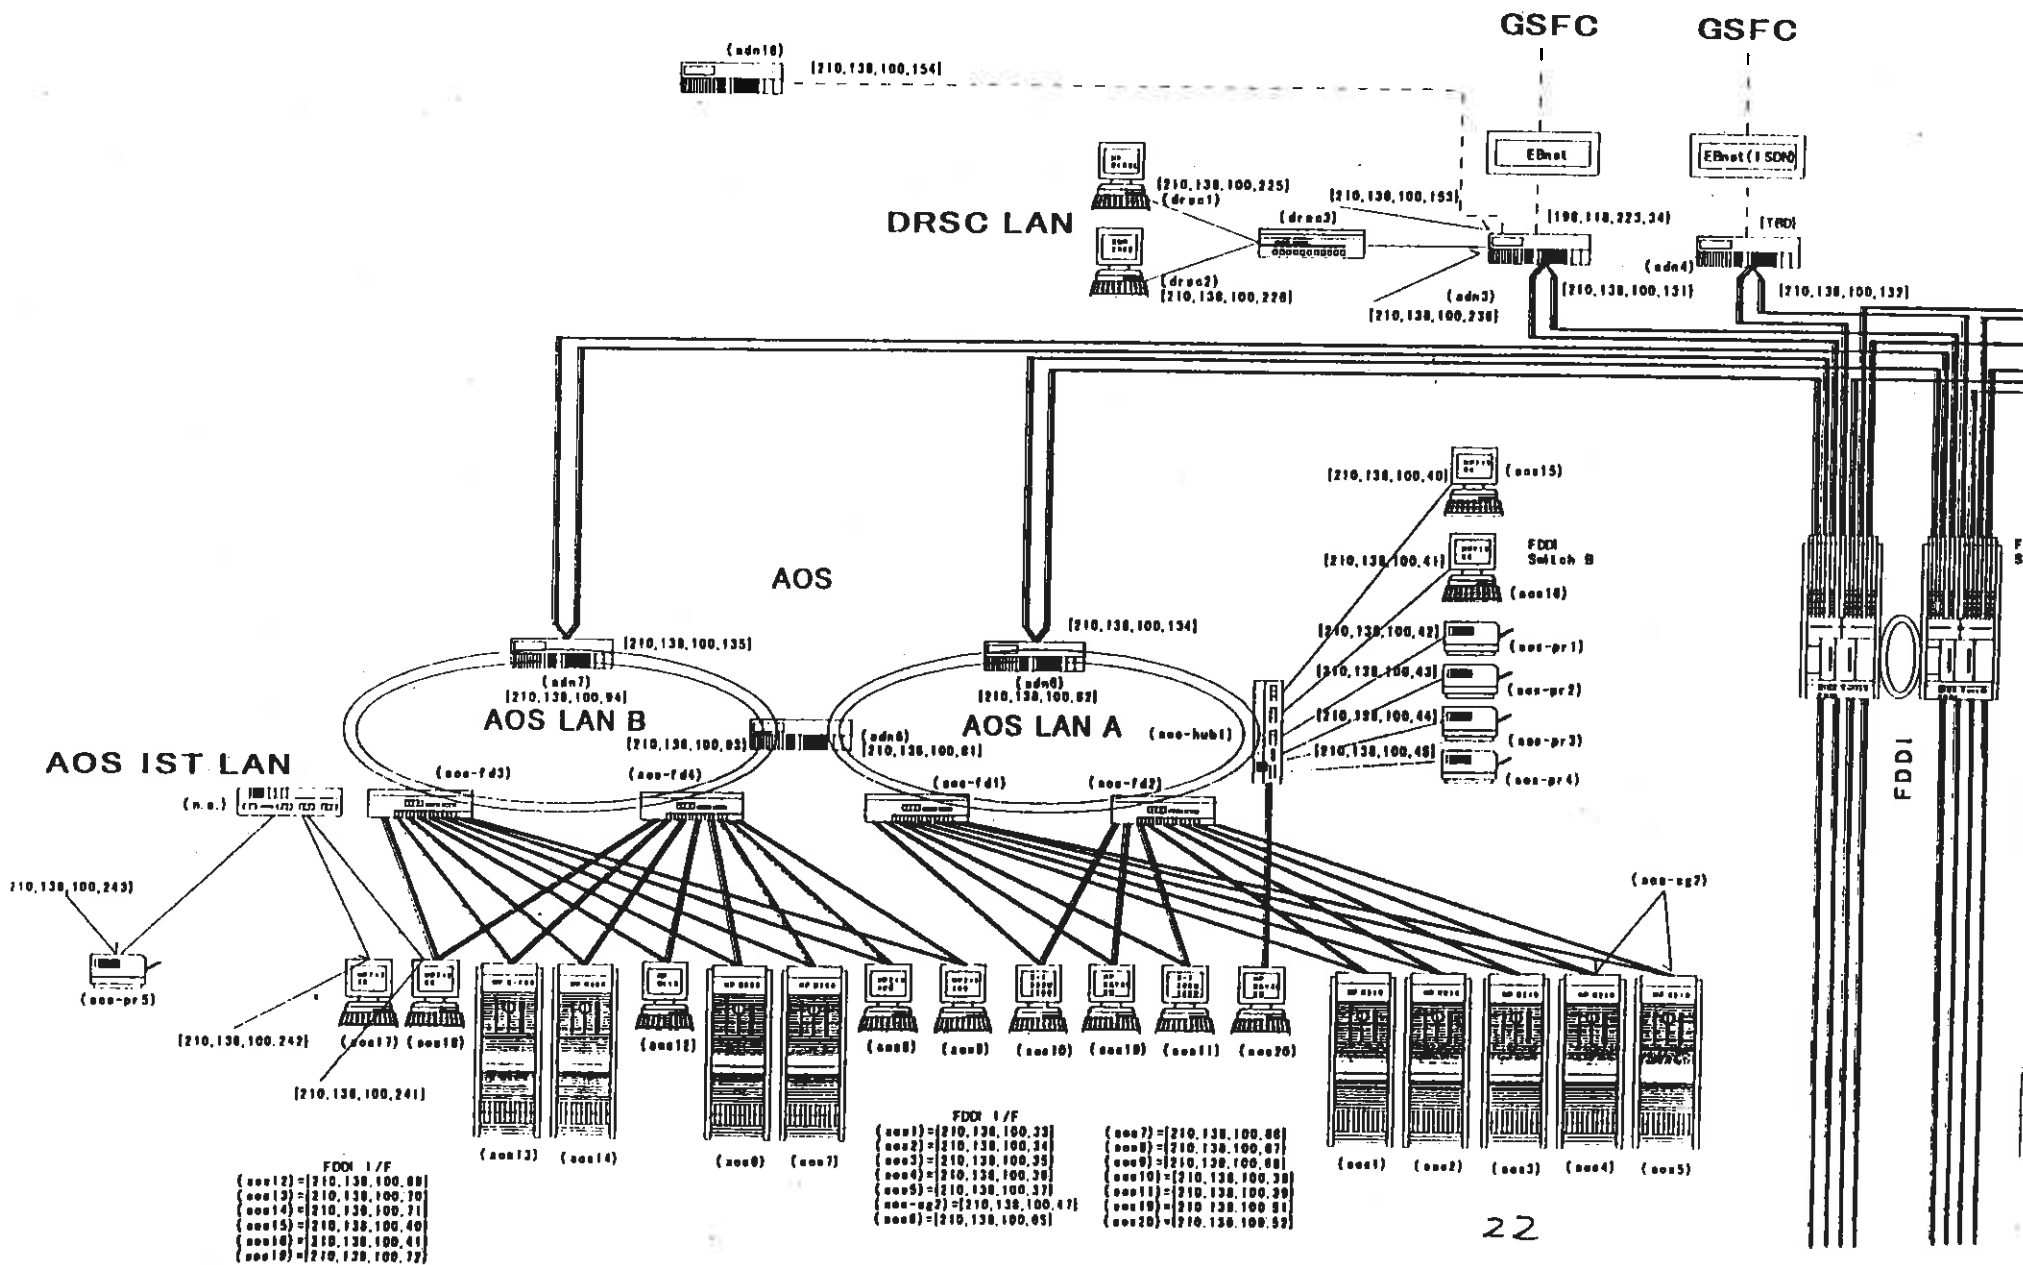 GSFC
GSFC
(adn18)
[210,138,100,154]
EBnet
EBnet(ISDN)
[210,138,100,225]
(drsc1)
[210,138,100,153]
DRSC LAN
(drsc3)
[198,118,223,34]
[TBD]
(drsc2)
[210,138,100,226]
(adn3)
[210,138,100,238]
(adn4)
[210,138,100,131]
[210,138,100,132]
[210,138,100,40]
(aos15)
AOS
[210,138,100,41]
FDDI
Switch B
(aos16)
[210,138,100,135]
[210,138,100,134]
[210,138,100,42]
(aos-pr1)
(adn7)
[210,138,100,94]
[210,138,100,62]
[210,138,100,43]
(aos-pr2)
AOS LAN B
AOS LAN A
(aos-hub1)
[210,138,100,44]
(aos-pr3)
[210,138,100,93]
[210,138,100,61]
(aos-pr4)
AOS IST LAN
(aos-fd3)
(aos-fd4)
(aos-fd1)
(aos-fd2)
FDDI
(n.a.)
210,138,100,243]
(aos-sg2)
(aos-pr5)
[210,138,100,242]
(aos17)
(aos18)
(aos12)
(aos8)
(aos9)
(aos10)
(aos19)
(aos11)
(aos20)
[210,138,100,241]
(aos13)
(aos14)
(aos6)
(aos7)
(aos1)
(aos2)
(aos3)
(aos4)
(aos5)
FDDI I/F
(aos1)=[210,138,100,33]
(aos2)=[210,138,100,34]
(aos3)=[210,138,100,35]
(aos4)=[210,138,100,36]
(aos5)=[210,138,100,37]
(aos-sg2)=[210,138,100,47]
(aos6)=[210,138,100,65]
(aos7)=[210,138,100,66]
(aos8)=[210,138,100,67]
(aos9)=[210,138,100,68]
(aos10)=[210,138,100,38]
(aos11)=[210,138,100,39]
(aos19)=[210,138,100,51]
(aos20)=[210,138,100,52]
FDDI I/F
(aos12)=[210,138,100,69]
(aos13)=[210,138,100,70]
(aos14)=[210,138,100,71]
(aos15)=[210,138,100,40]
(aos16)=[210,138,100,41]
(aos18)=[210,138,100,72]
22